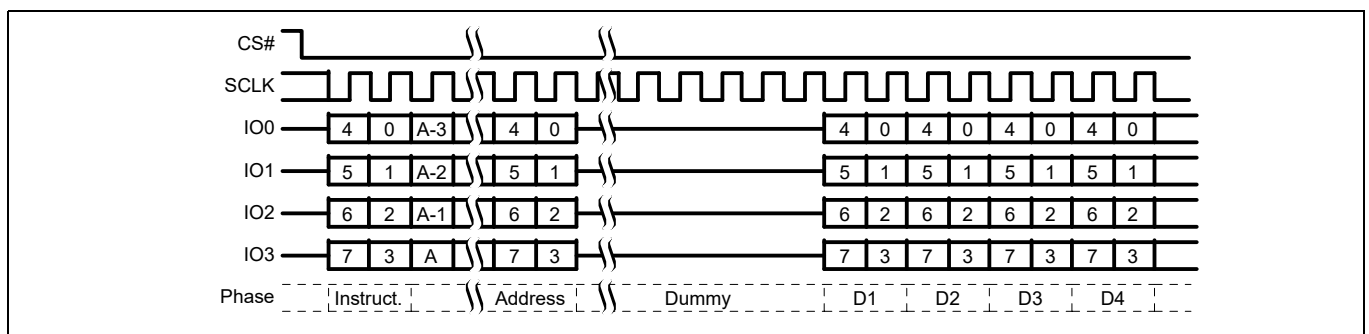 CS#
SCLK
IO0 4 0 A-3 4 0 4 0 4 0 4 0 4 0
IO1 5 1 A-2 5 1 5 1 5 1 5 1 5 1
IO2 6 2 A-1 6 2 6 2 6 2 6 2 6 2
IO3 7 3 A 7 3 7 3 7 3 7 3 7 3
Phase Instruct. Address Dummy D1 D2 D3 D4